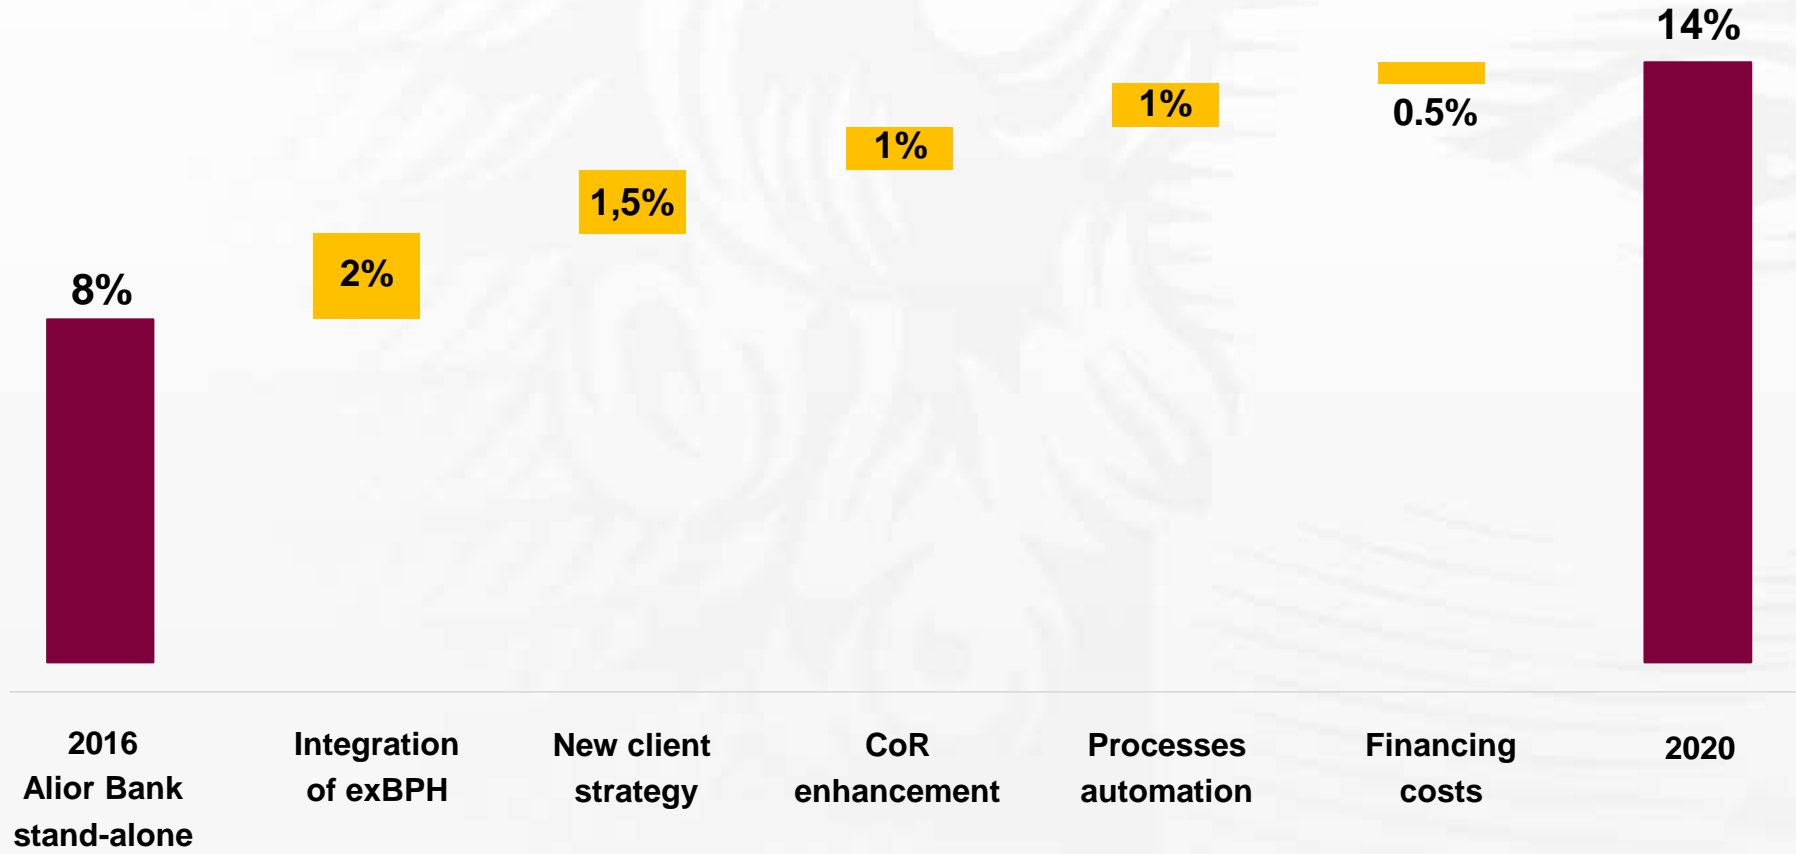 14%
1%
0.5%
1%
1,5%
2%
8%
2016
Alior Bank
stand-alone
Integration
of exBPH
New client
strategy
CoR
enhancement
Processes
automation
Financing
costs
2020